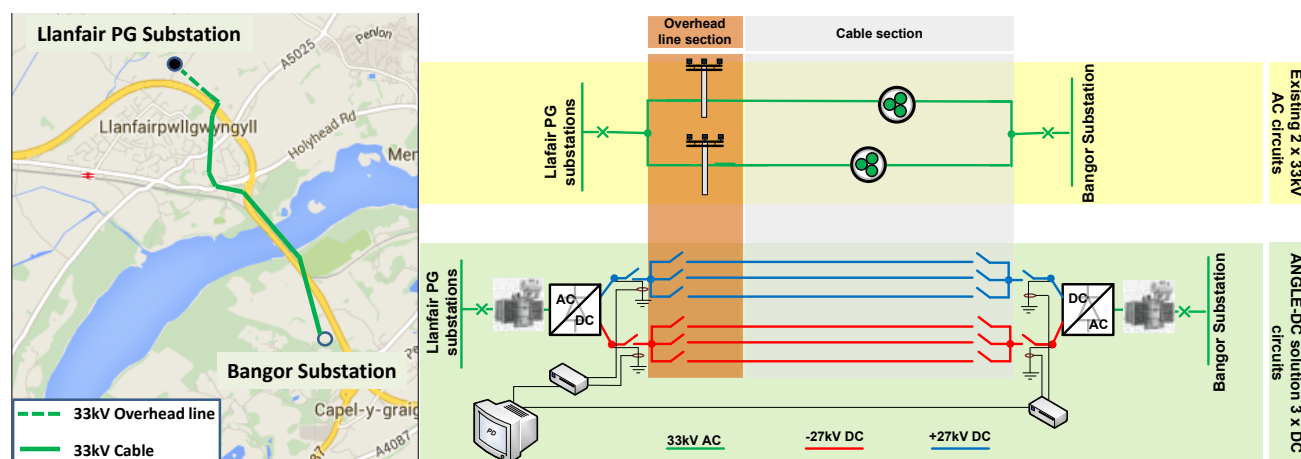 Llanfair PG Substation
A5025
Penlon
Llanfairpwllgwyngyll
Holyhead Rd
Mer
Bangor Substation
Capel-y-graig
A4087
33kV Overhead line
33kV Cable
Overhead
line section
Cable section
Llafair PG
substations
Bangor Substation
Existing 2 x 33kV
AC circuits
Llanfair PG
substations
AC
DC
DC
AC
Bangor Substation
ANGLE-DC solution 3 x DC
circuits
PD
33kV AC
-27kV DC
+27kV DC